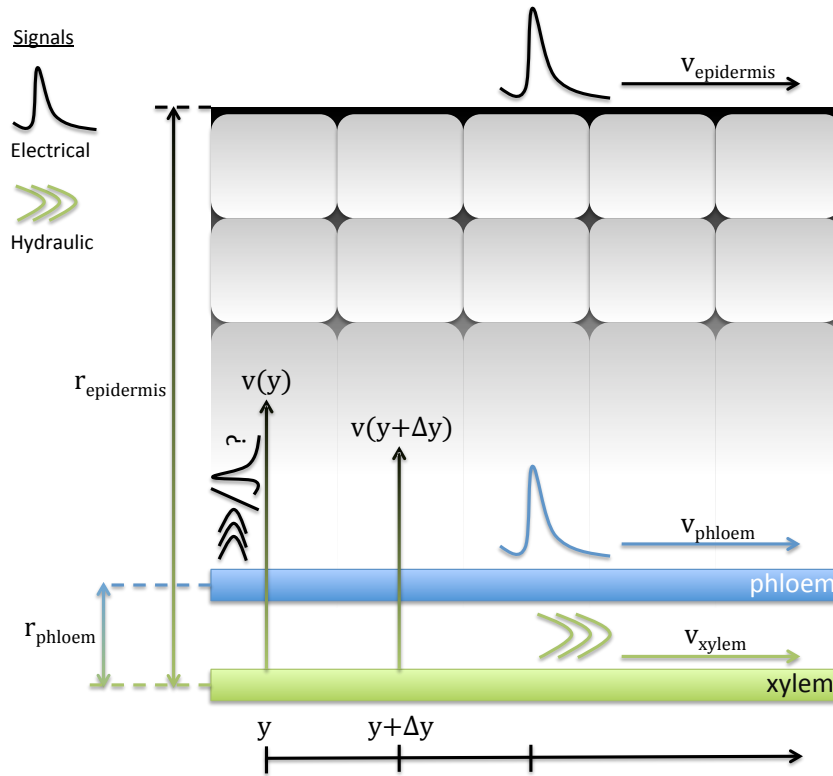 Signals
Electrical
Hydraulic
v_epidermis
r_epidermis
v(y)
v(y+Δy)
?
v_phloem
phloem
r_phloem
v_xylem
xylem
y
y+Δy